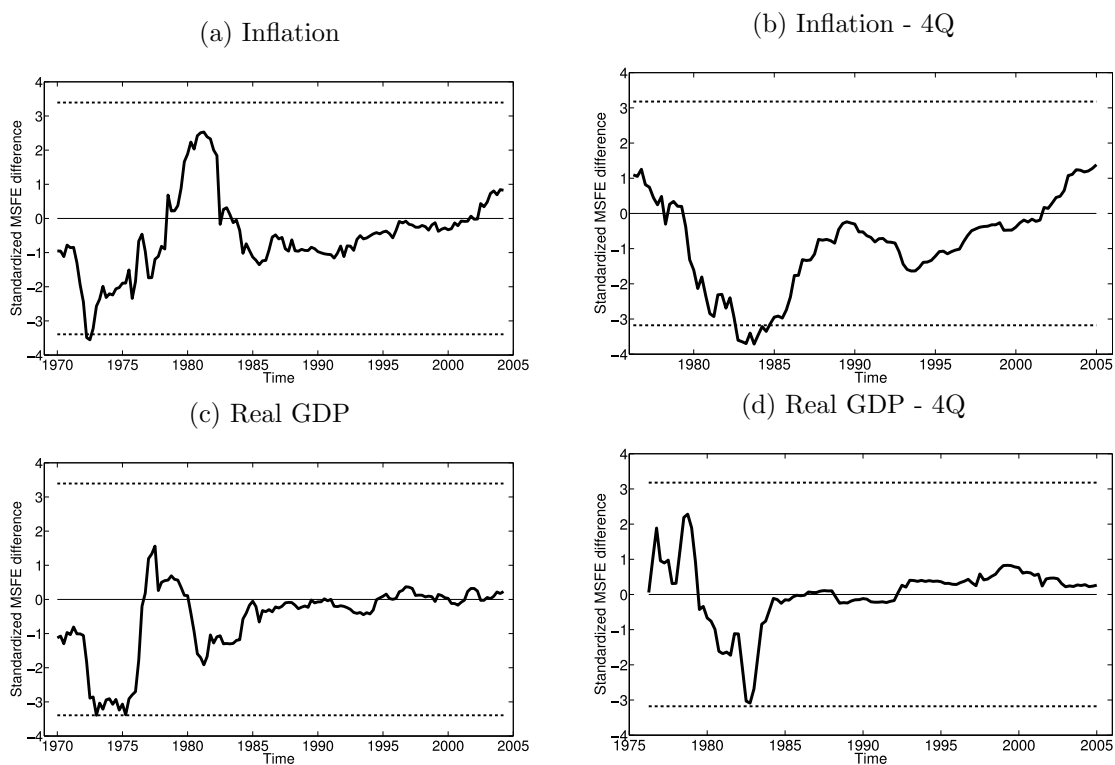 (a) Inflation
Standardized MSFE difference
4
3
2
1
0
−1
−2
−3
−4
1970 1975 1980 1985 1990 1995 2000 2005
Time
(b) Inflation - 4Q
Standardized MSFE difference
4
3
2
1
0
−1
−2
−3
−4
1980 1985 1990 1995 2000 2005
Time
(c) Real GDP
Standardized MSFE difference
4
3
2
1
0
−1
−2
−3
−4
1970 1975 1980 1985 1990 1995 2000 2005
Time
(d) Real GDP - 4Q
Standardized MSFE difference
4
3
2
1
0
−1
−2
−3
−4
1975 1980 1985 1990 1995 2000 2005
Time